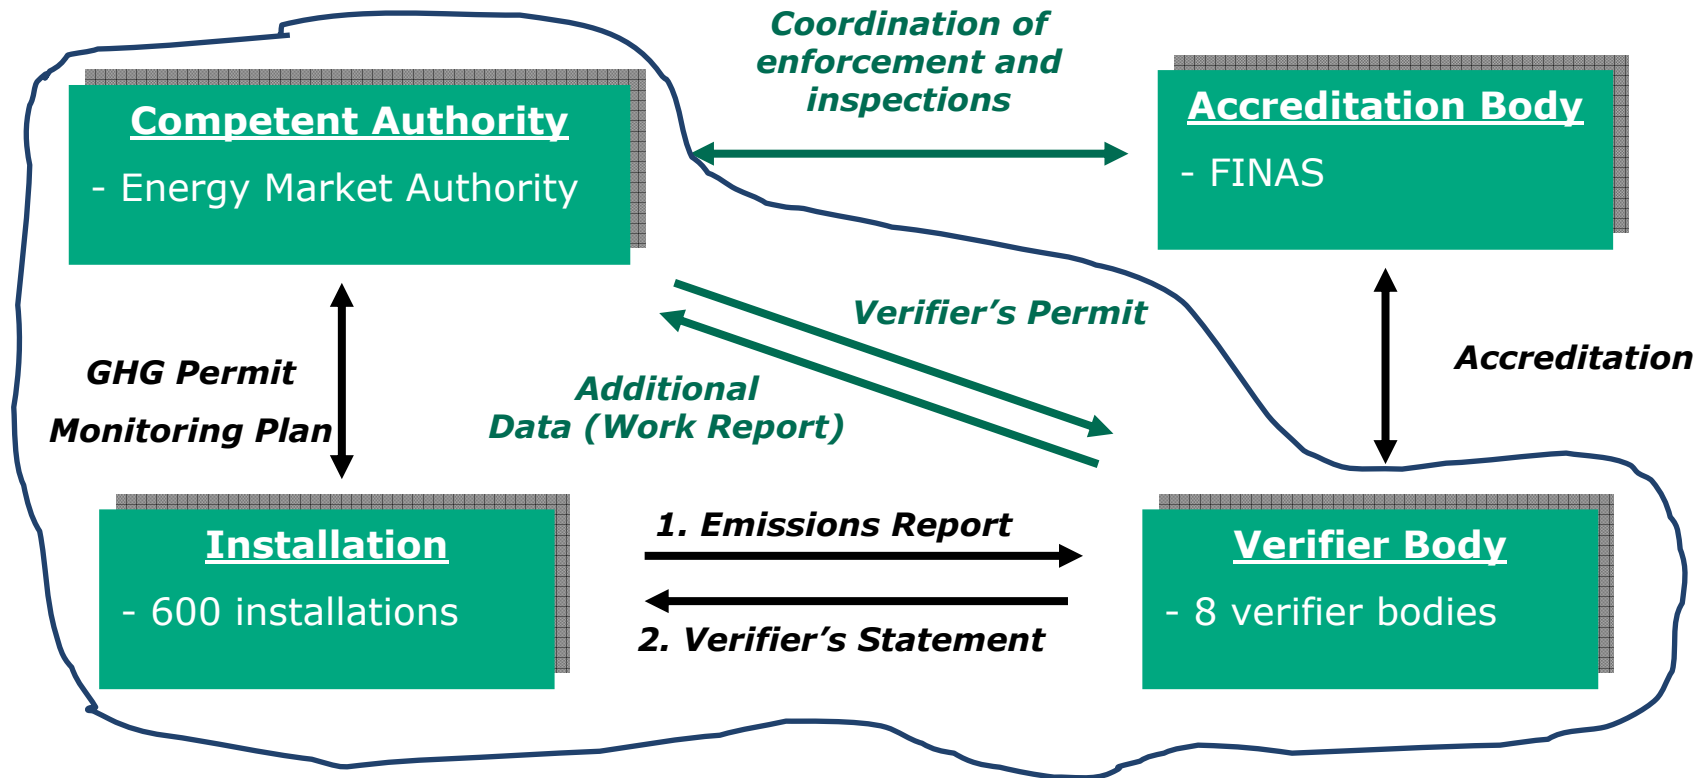 Coordination of
enforcement and
inspections
Competent Authority
- Energy Market Authority
Accreditation Body
- FINAS
Verifier’s Permit
GHG Permit
Monitoring Plan
Additional
Data (Work Report)
Accreditation
Installation
- 600 installations
1. Emissions Report
2. Verifier’s Statement
Verifier Body
- 8 verifier bodies